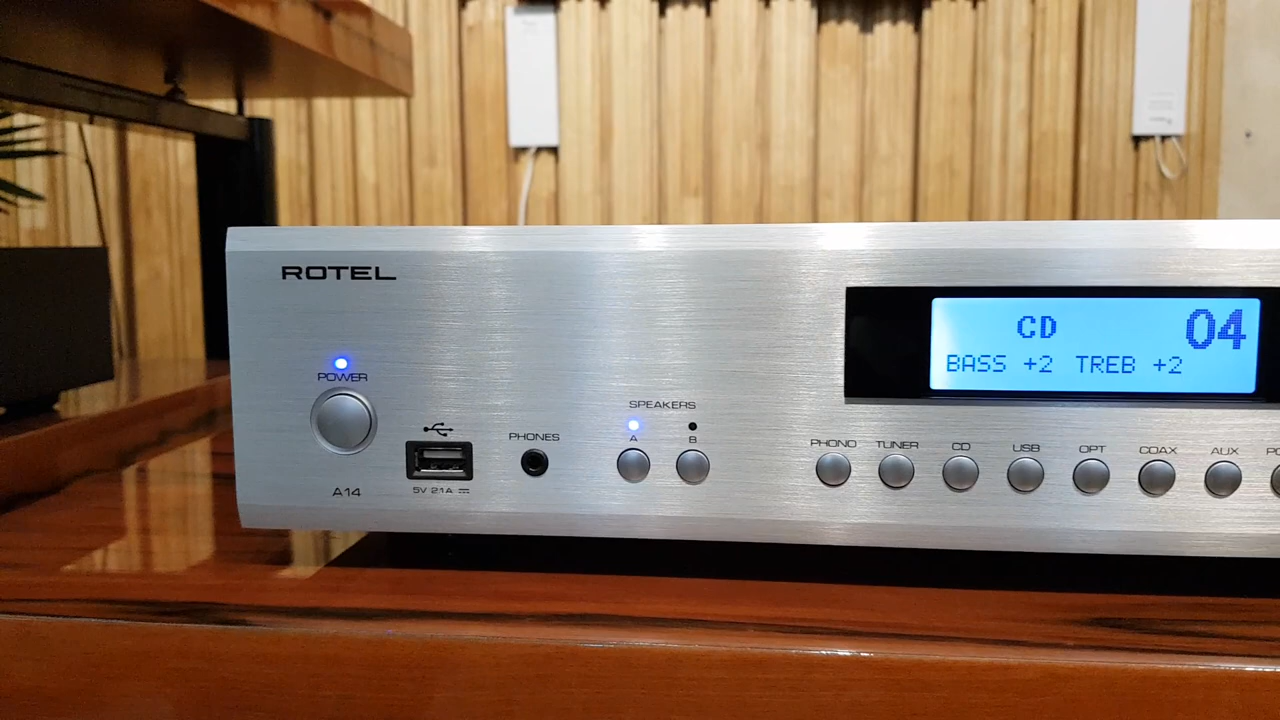 ROTEL
CD 04
BASS +2 TREB +2
POWER
SPEAKERS
A B
PHONES
PHONO TUNER CD USB OPT COAX AUX
A14
5V 2.1A